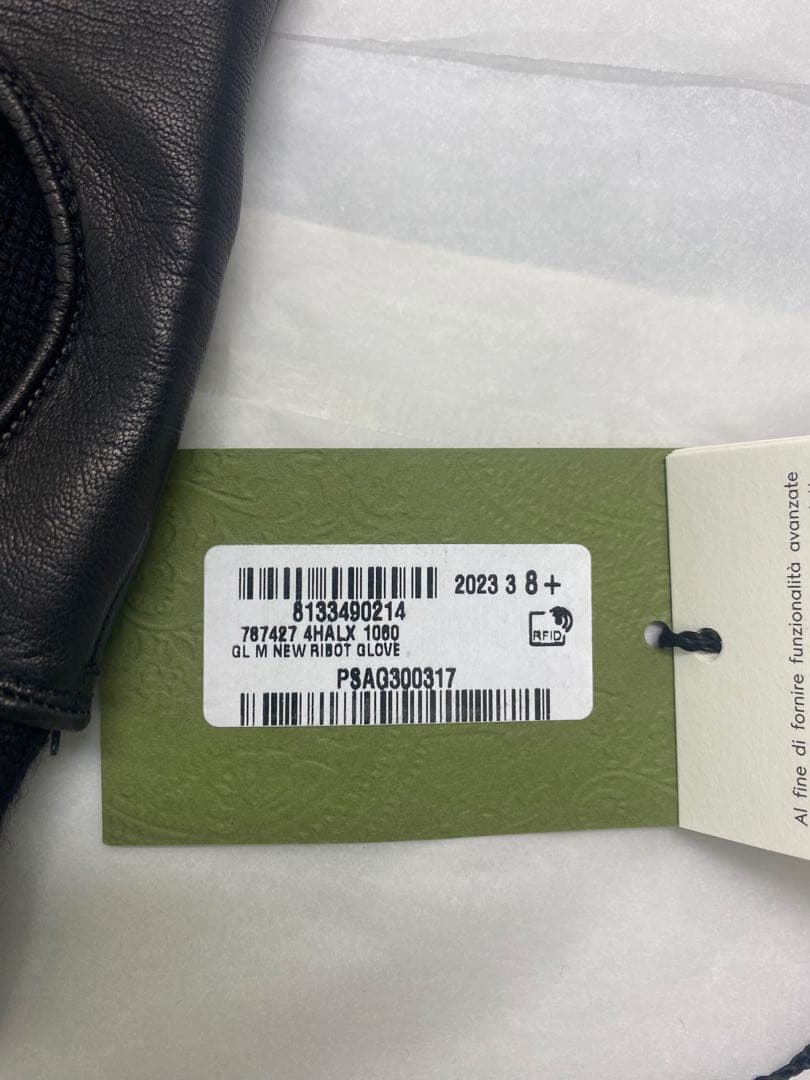 2023 3 8+
8133490214
787427 4HALX 1060
RFID
GL M NEW RIBOT GLOVE
PSAG300317
Al fine di fornire funzionalità avanzate